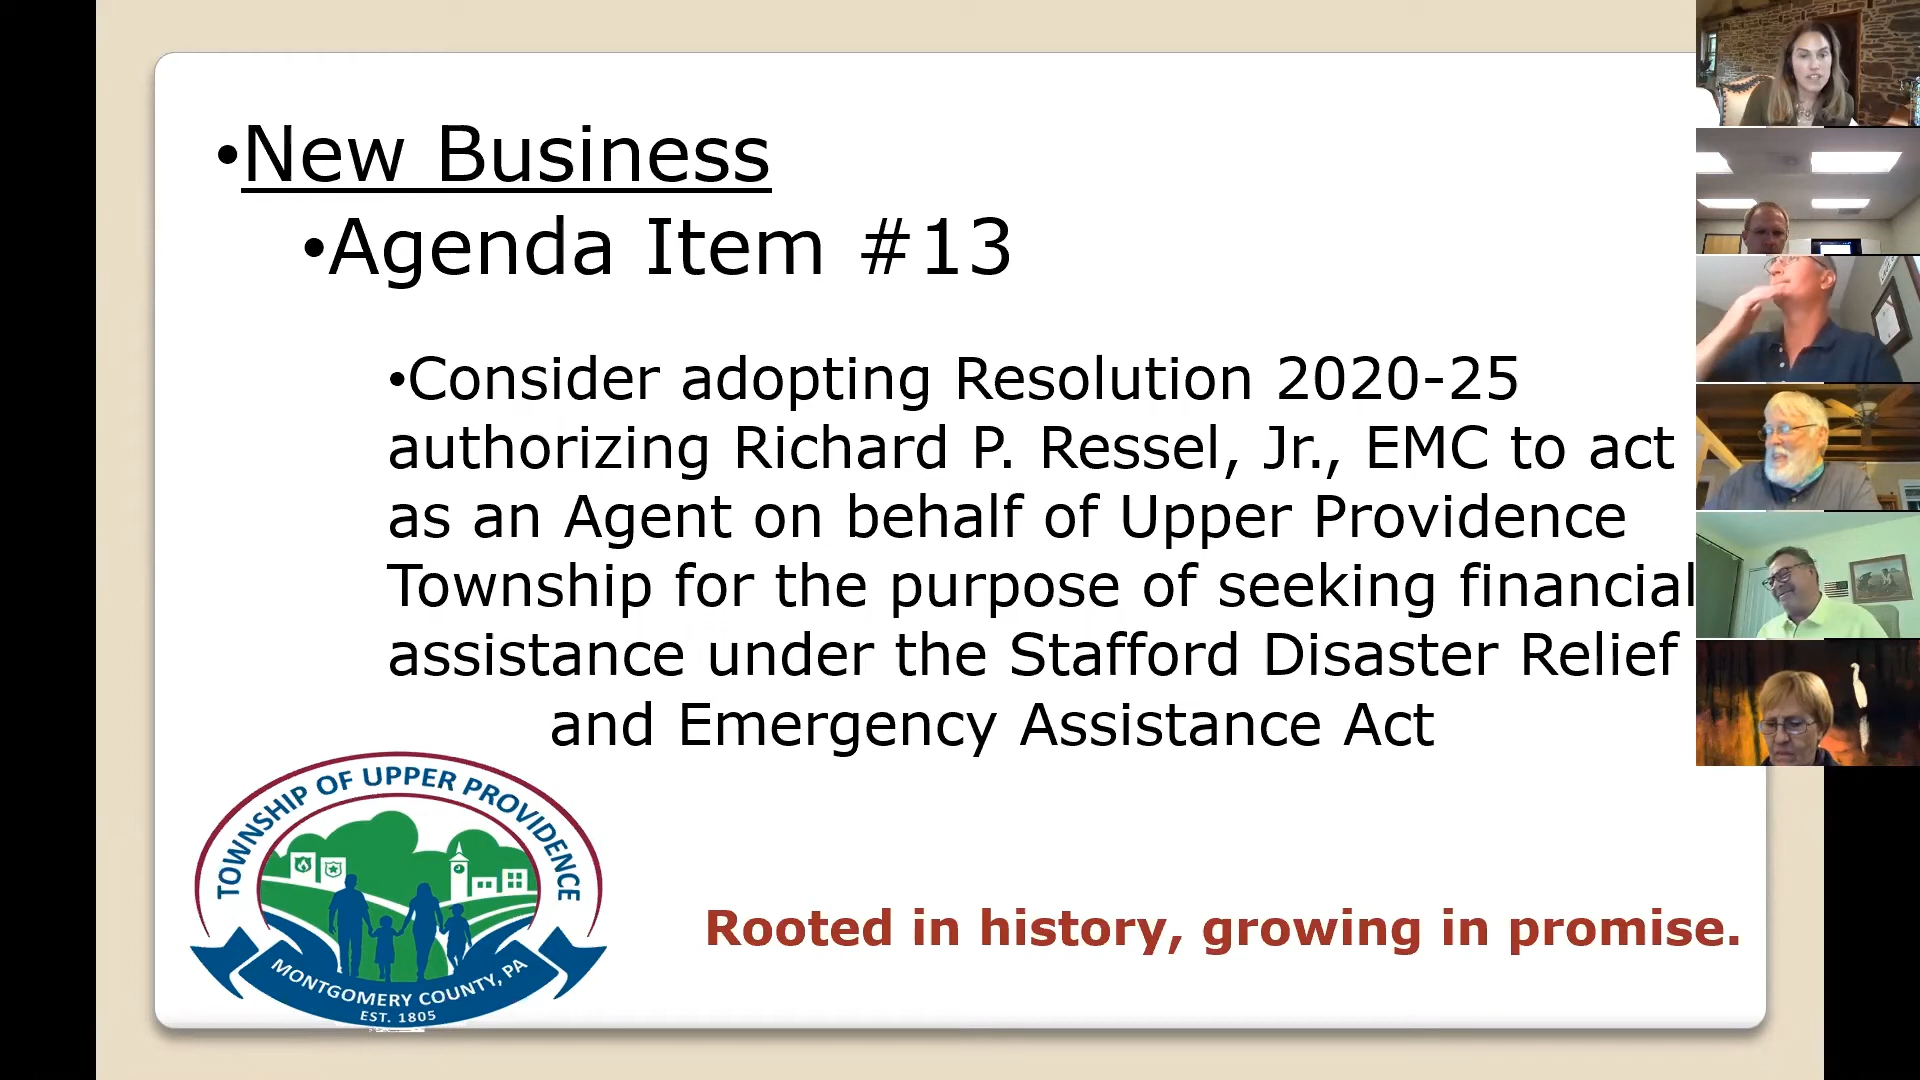 •New Business
•Agenda Item #13
•Consider adopting Resolution 2020-25
authorizing Richard P. Ressel, Jr., EMC to act
as an Agent on behalf of Upper Providence
Township for the purpose of seeking financial
assistance under the Stafford Disaster Relief
and Emergency Assistance Act
TOWNSHIP OF UPPER PROVIDENCE
MONTGOMERY COUNTY, PA
EST. 1805
Rooted in history, growing in promise.